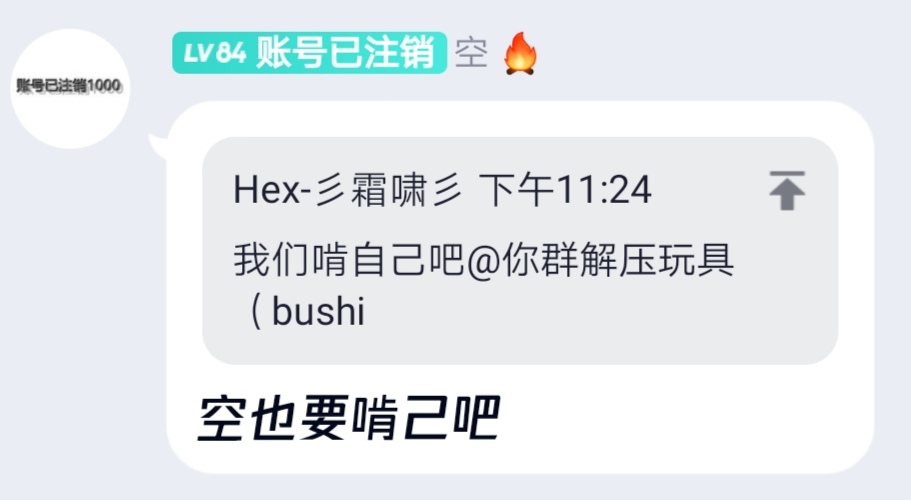 账号已注销1000
LV84 账号已注销 空🔥
Hex-彡霜啸彡 下午11:24
我们啃自己吧@你群解压玩具
（bushi
空也要啃己吧